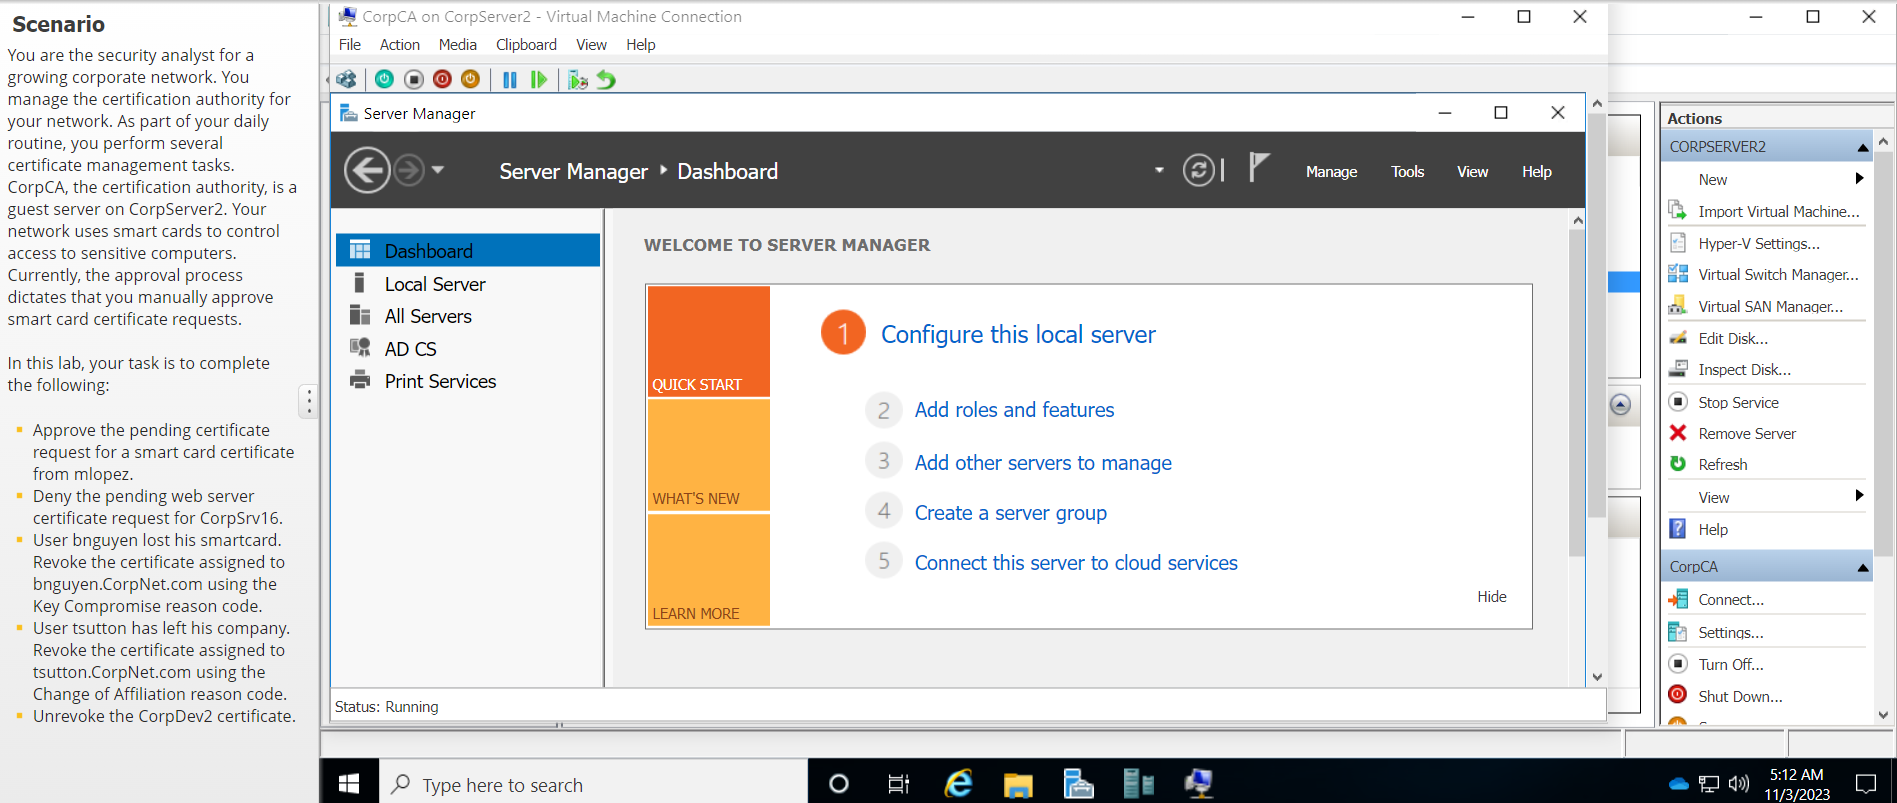 Scenario
You are the security analyst for a
growing corporate network. You
manage the certification authority for
your network. As part of your daily
routine, you perform several
certificate management tasks.
CorpCA, the certification authority, is a
guest server on CorpServer2. Your
network uses smart cards to control
access to sensitive computers.
Currently, the approval process
dictates that you manually approve
smart card certificate requests.
In this lab, your task is to complete
the following:
Approve the pending certificate
request for a smart card certificate
from mlopez.
Deny the pending web server
certificate request for CorpSrv16.
User bnguyen lost his smartcard.
Revoke the certificate assigned to
bnguyen.CorpNet.com using the
Key Compromise reason code.
User tsutton has left his company.
Revoke the certificate assigned to
tsutton.CorpNet.com using the
Change of Affiliation reason code.
Unrevoke the CorpDev2 certificate.
CorpCA on CorpServer2 - Virtual Machine Connection
File Action Media Clipboard View Help
Server Manager
Server Manager Dashboard
Manage Tools View Help
Dashboard
Local Server
All Servers
AD CS
Print Services
WELCOME TO SERVER MANAGER
QUICK START
WHAT'S NEW
LEARN MORE
1 Configure this local server
2 Add roles and features
3 Add other servers to manage
4 Create a server group
5 Connect this server to cloud services
Hide
Status: Running
Actions
CORPSERVER2
New
Import Virtual Machine...
Hyper-V Settings...
Virtual Switch Manager...
Virtual SAN Manager...
Edit Disk...
Inspect Disk...
Stop Service
Remove Server
Refresh
View
Help
CorpCA
Connect...
Settings...
Turn Off...
Shut Down...
Type here to search
5:12 AM
11/3/2023